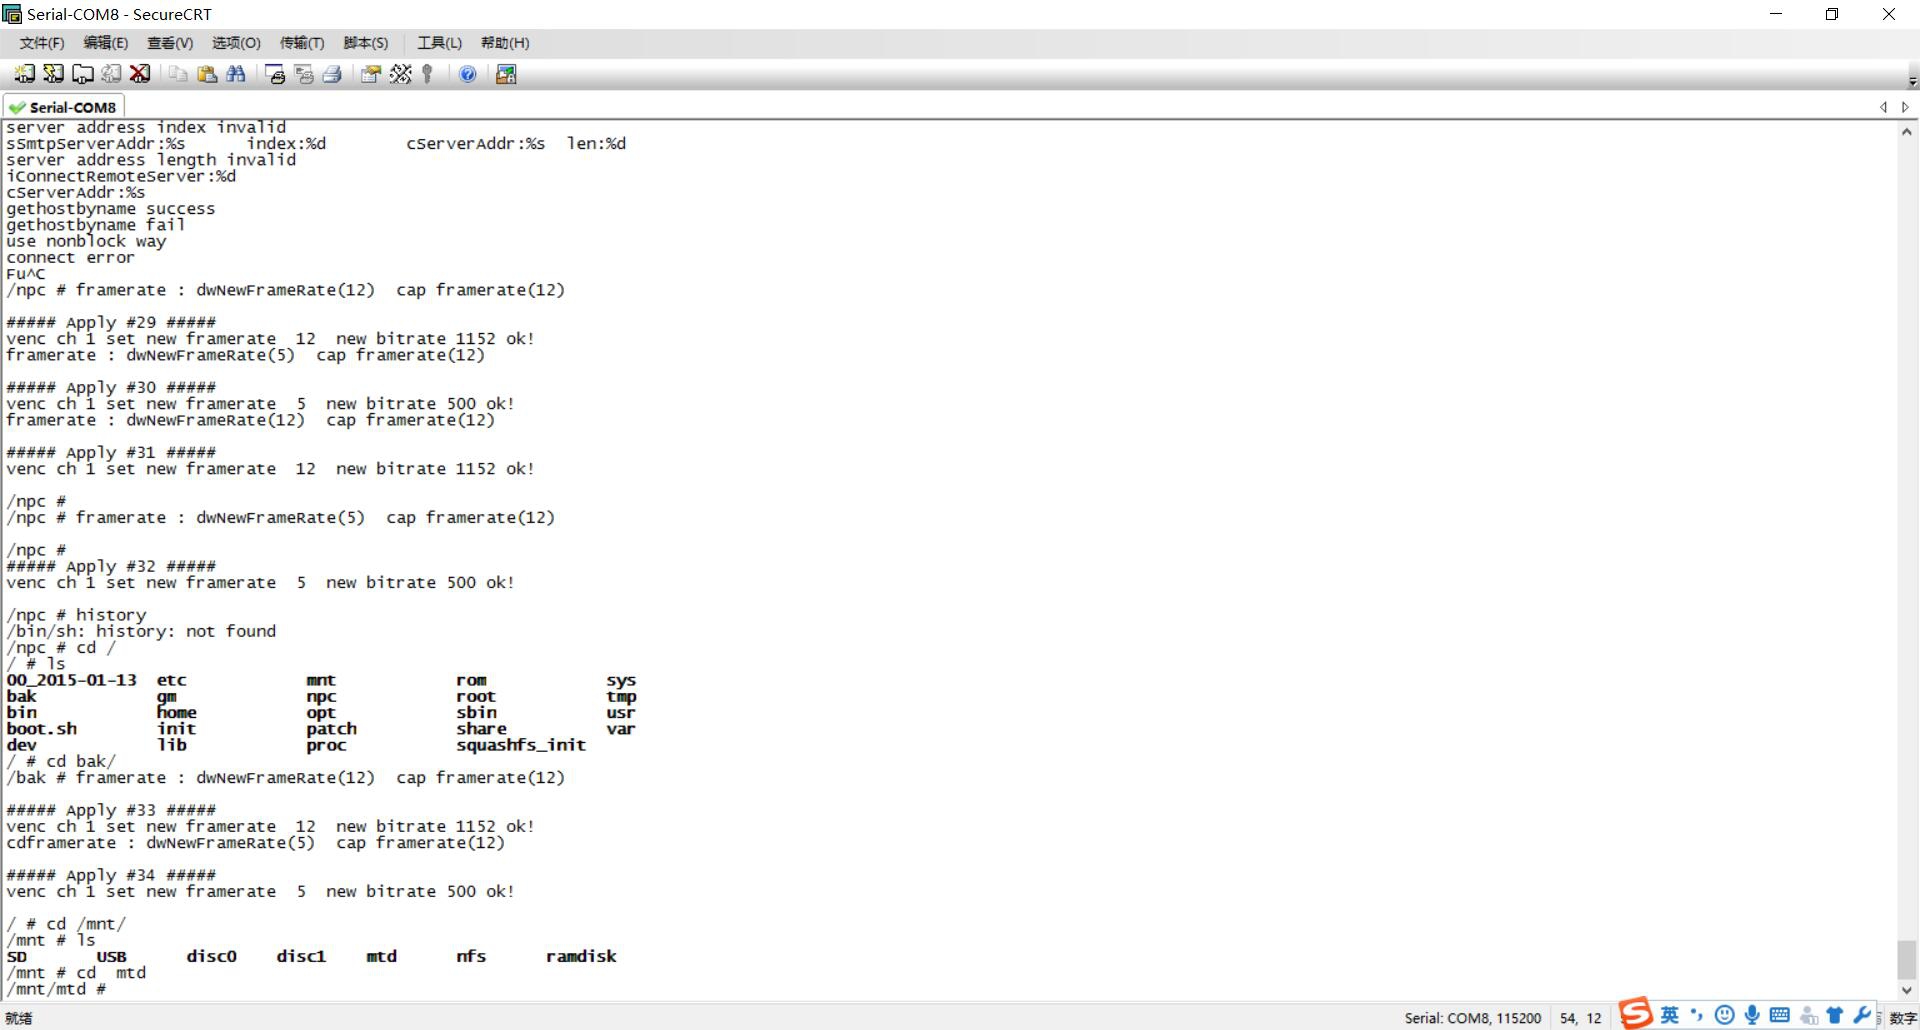 Serial-COM8 - SecureCRT
文件(F) 编辑(E) 查看(V) 选项(O) 传输(T) 脚本(S) 工具(L) 帮助(H)
Serial-COM8
server address index invalid
sSmtpServerAddr:%s index:%d cServerAddr:%s len:%d
server address length invalid
iConnectRemoteServer:%d
cServerAddr:%s
gethostbyname success
gethostbyname fail
use nonblock way
connect error
Fu^C
/npc # framerate : dwNewFrameRate(12) cap framerate(12)
##### Apply #29 #####
venc ch 1 set new framerate 12 new bitrate 1152 ok!
framerate : dwNewFrameRate(5) cap framerate(12)
##### Apply #30 #####
venc ch 1 set new framerate 5 new bitrate 500 ok!
framerate : dwNewFrameRate(12) cap framerate(12)
##### Apply #31 #####
venc ch 1 set new framerate 12 new bitrate 1152 ok!
/npc #
/npc # framerate : dwNewFrameRate(5) cap framerate(12)
/npc #
##### Apply #32 #####
venc ch 1 set new framerate 5 new bitrate 500 ok!
/npc # history
/bin/sh: history: not found
/npc # cd /
/ # ls
00_2015-01-13 etc mnt rom sys
bak gm npc root tmp
bin home opt sbin usr
boot.sh init patch share var
dev lib proc squashfs_init
/ # cd bak/
/bak # framerate : dwNewFrameRate(12) cap framerate(12)
##### Apply #33 #####
venc ch 1 set new framerate 12 new bitrate 1152 ok!
cdframerate : dwNewFrameRate(5) cap framerate(12)
##### Apply #34 #####
venc ch 1 set new framerate 5 new bitrate 500 ok!
/ # cd /mnt/
/mnt # ls
SD USB disc0 disc1 mtd nfs ramdisk
/mnt # cd mtd
/mnt/mtd #
就绪 Serial: COM8, 115200 54, 12 英 数字